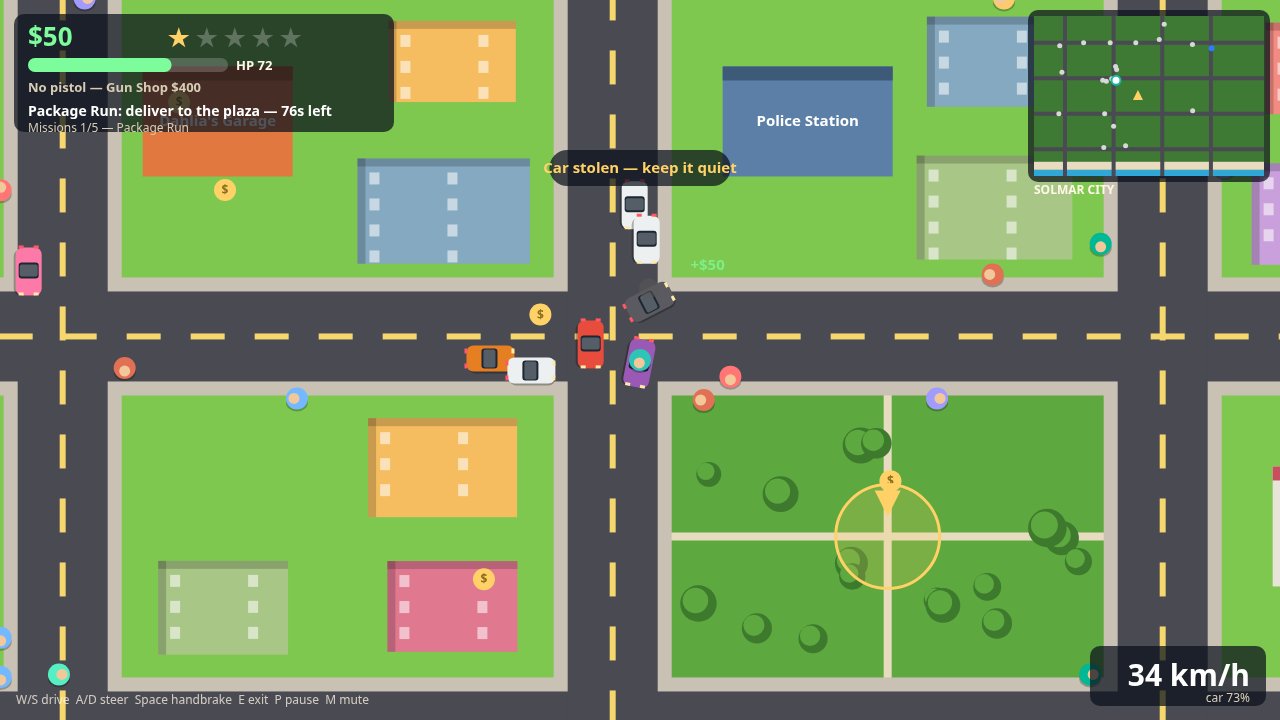 $50
HP 72
No pistol — Gun Shop $400
Package Run: deliver to the plaza — 76s left
Missions 1/5 — Package Run
Police Station
Car stolen — keep it quiet
SOLMAR CITY
+$50
$
$
$
$
34 km/h
car 73%
W/S drive A/D steer Space handbrake E exit P pause M mute